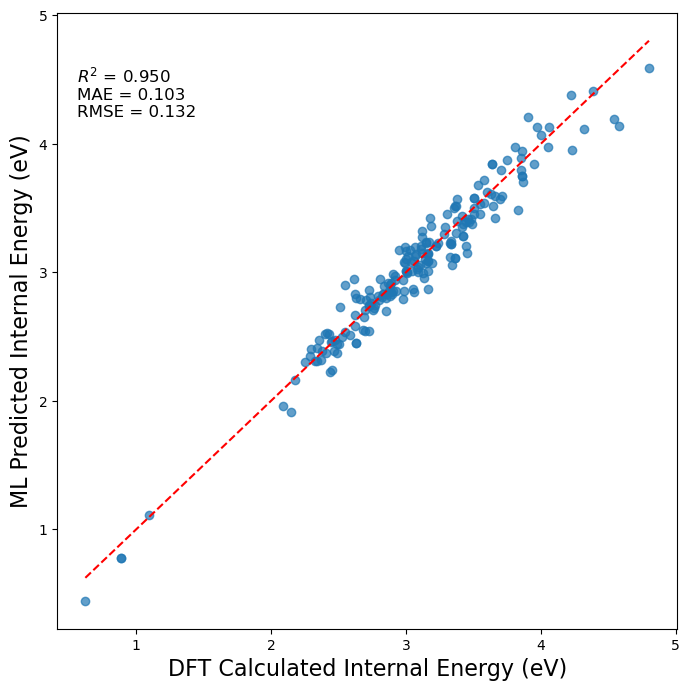 5
4
3
2
1
R² = 0.950
MAE = 0.103
RMSE = 0.132
ML Predicted Internal Energy (eV)
1 2 3 4 5
DFT Calculated Internal Energy (eV)